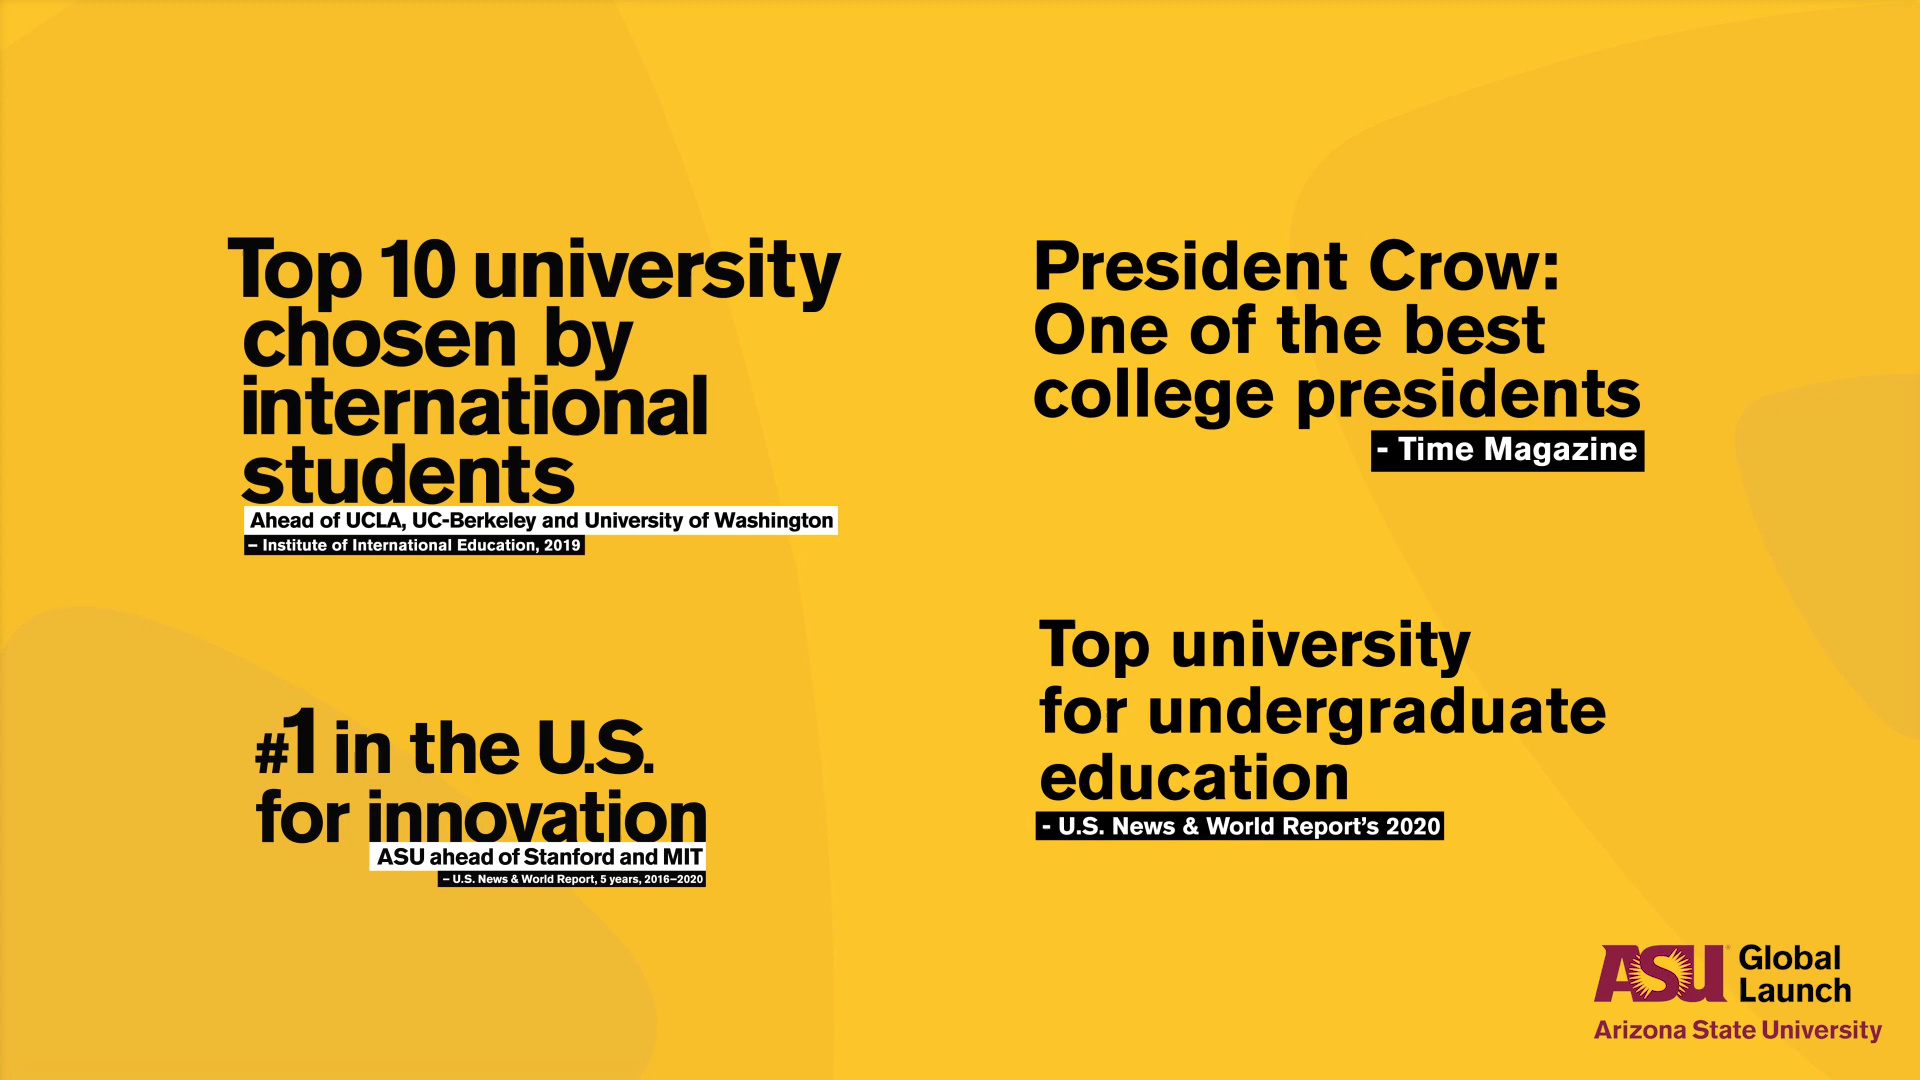 Top 10 university
chosen by
international
students
Ahead of UCLA, UC-Berkeley and University of Washington
– Institute of International Education, 2019
President Crow:
One of the best
college presidents
- Time Magazine
#1 in the U.S.
for innovation
ASU ahead of Stanford and MIT
– U.S. News & World Report, 5 years, 2016–2020
Top university
for undergraduate
education
- U.S. News & World Report’s 2020
ASU Global
Launch
Arizona State University